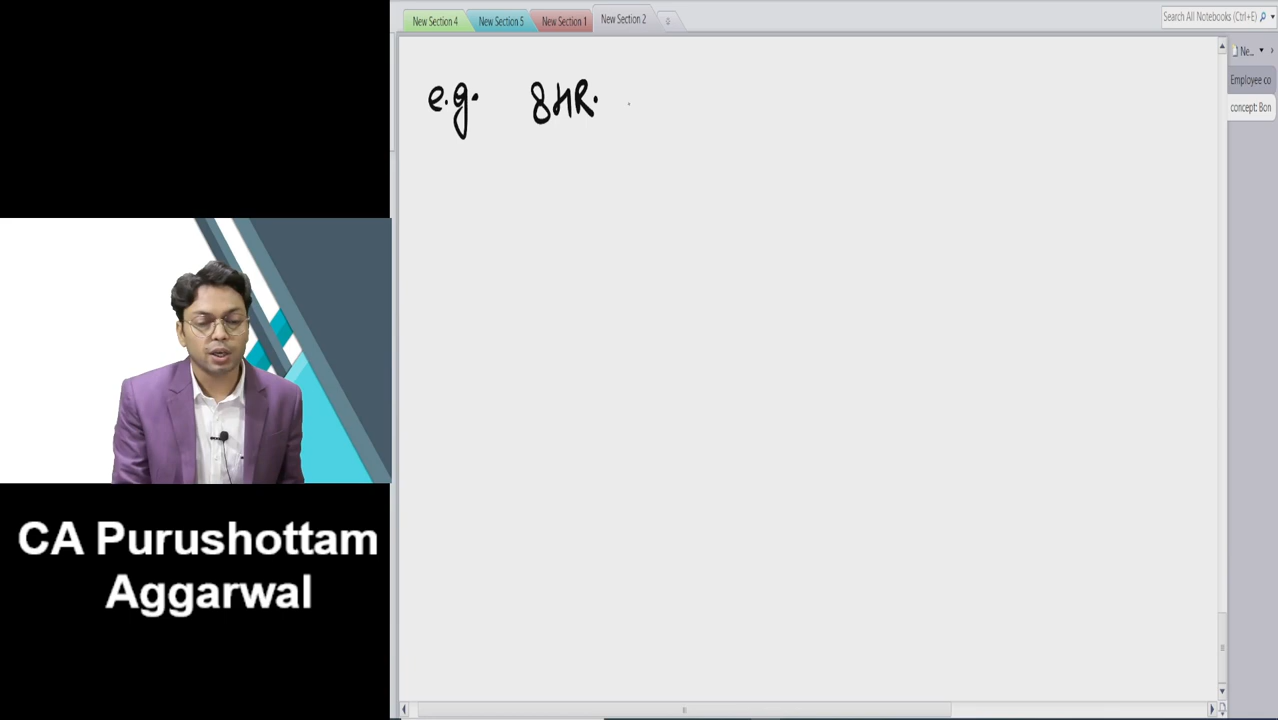 New Section 4 New Section 5 New Section 1 New Section 2
Search All Notebooks (Ctrl+E)
Ne...
Employee co
concept: Bon
e.g. 8HR.
CA Purushottam
Aggarwal